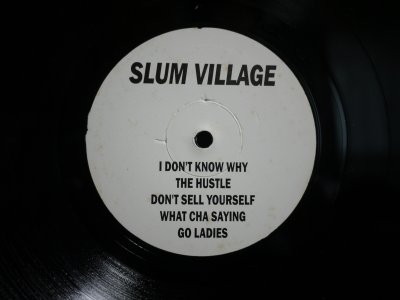 SLUM VILLAGE
I DON'T KNOW WHY
THE HUSTLE
DON'T SELL YOURSELF
WHAT CHA SAYING
GO LADIES